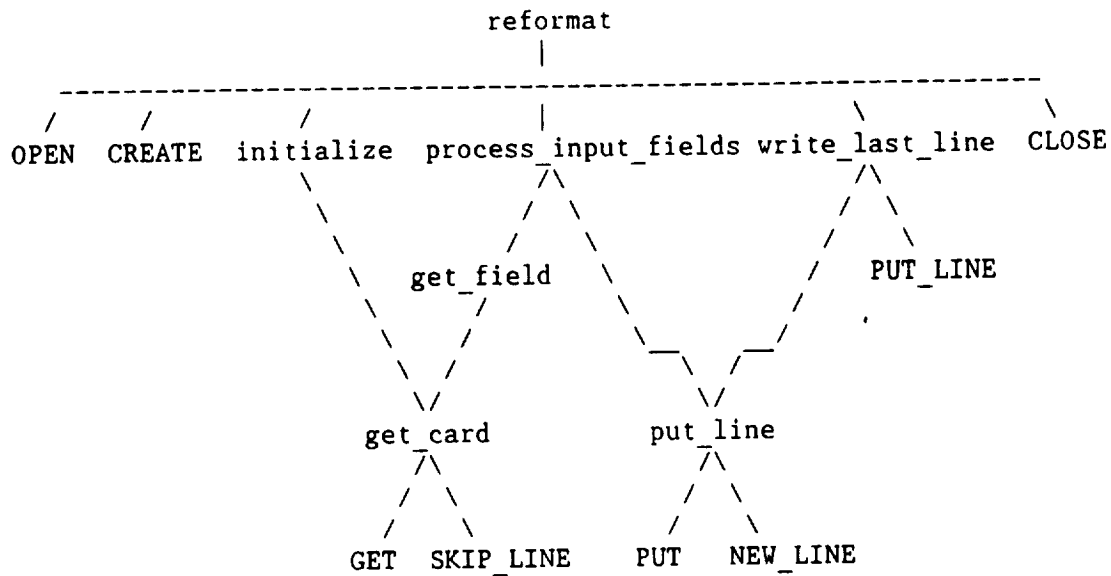 reformat
OPEN CREATE initialize process_input_fields write_last_line CLOSE
get_field PUT_LINE
get_card put_line
GET SKIP_LINE PUT NEW_LINE